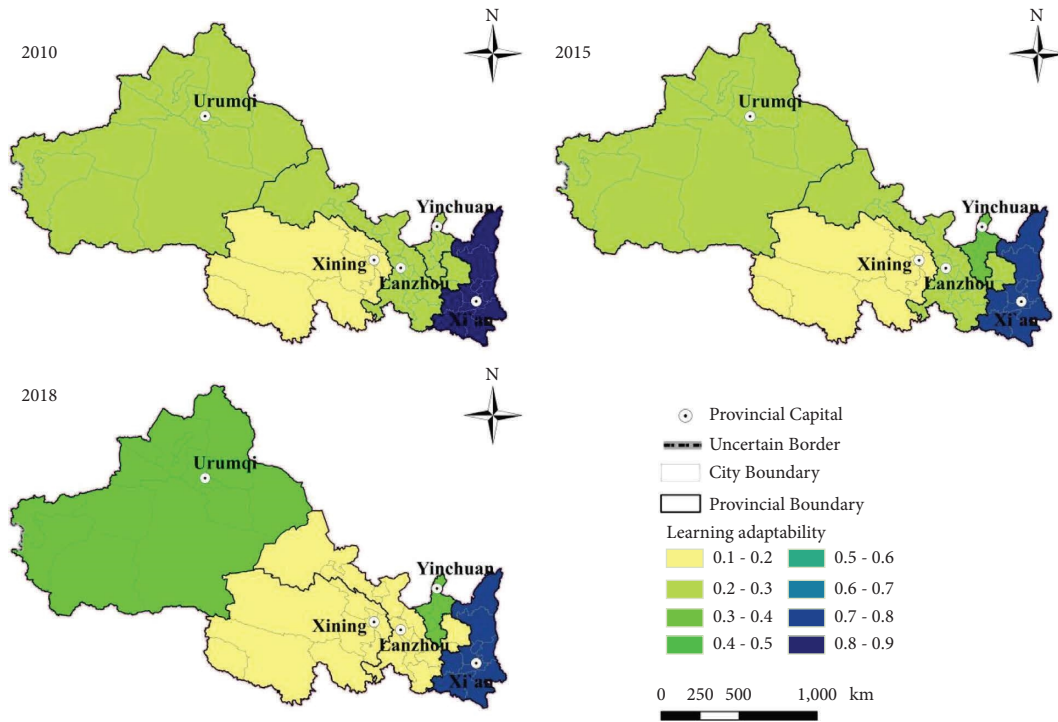 2010
N
Urumqi
Yinchuan
Xining
Lanzhou
Xi'an
2015
N
Urumqi
Yinchuan
Xining
Lanzhou
Xi'an
2018
N
Urumqi
Yinchuan
Xining
Lanzhou
Xi'an
Provincial Capital
Uncertain Border
City Boundary
Provincial Boundary
Learning adaptability
0.1 - 0.2
0.2 - 0.3
0.3 - 0.4
0.4 - 0.5
0.5 - 0.6
0.6 - 0.7
0.7 - 0.8
0.8 - 0.9
0 250 500 1,000 km